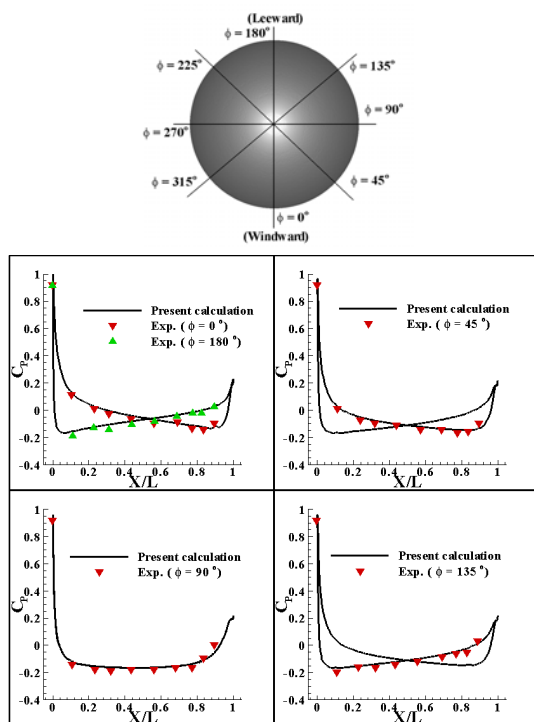 (Leeward)
ϕ = 180°
ϕ = 225°
ϕ = 135°
ϕ = 90°
ϕ = 270°
ϕ = 315°
ϕ = 45°
ϕ = 0°
(Windward)
1
0.8
0.6
0.4
0.2
0
-0.2
-0.4
C_P
Present calculation
Exp. ( ϕ = 0° )
Exp. ( ϕ = 180° )
0 0.2 0.4 0.6 0.8 1
X/L
1
0.8
0.6
0.4
0.2
0
-0.2
-0.4
C_P
Present calculation
Exp. ( ϕ = 45° )
0 0.2 0.4 0.6 0.8 1
X/L
1
0.8
0.6
0.4
0.2
0
-0.2
-0.4
C_P
Present calculation
Exp. ( ϕ = 90° )
0 0.2 0.4 0.6 0.8 1
X/L
1
0.8
0.6
0.4
0.2
0
-0.2
-0.4
C_P
Present calculation
Exp. ( ϕ = 135° )
0 0.2 0.4 0.6 0.8 1
X/L